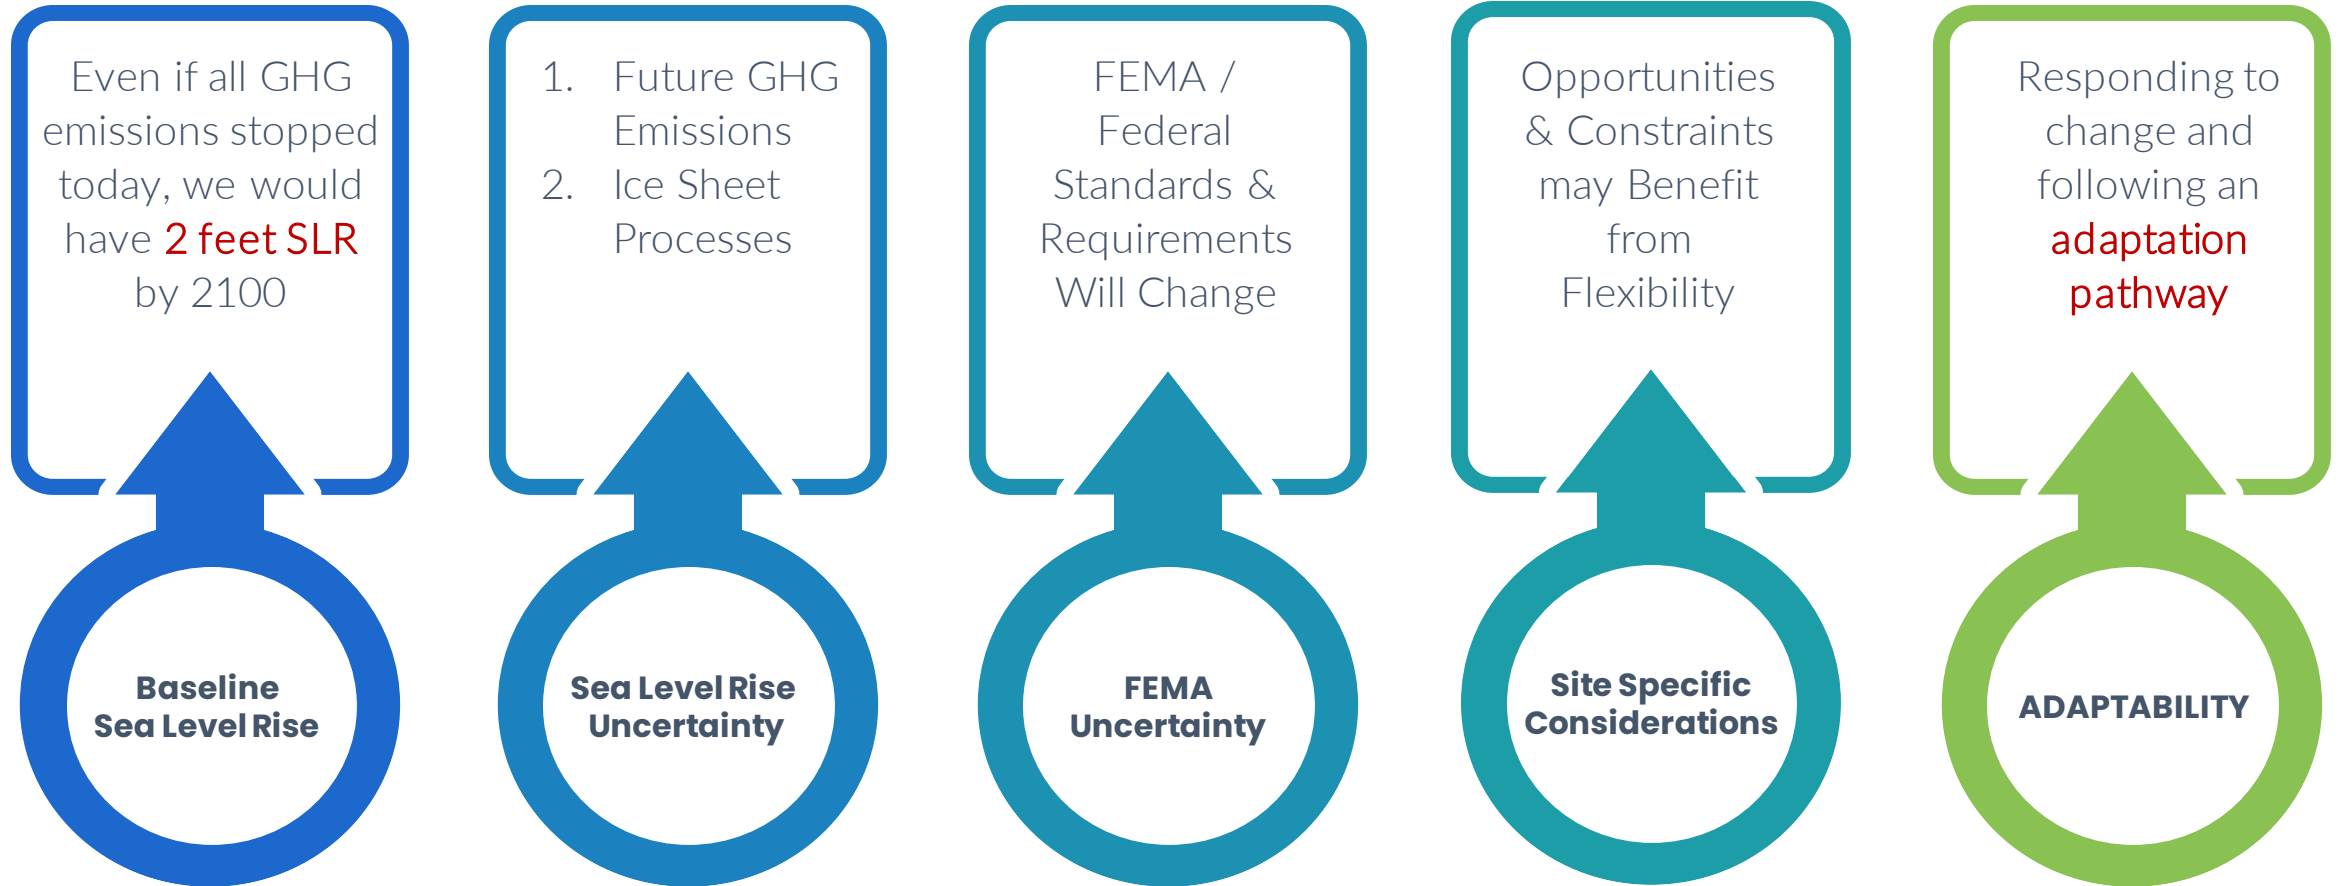 Even if all GHG
emissions stopped
today, we would
have 2 feet SLR
by 2100
Baseline
Sea Level Rise
1. Future GHG
Emissions
2. Ice Sheet
Processes
Sea Level Rise
Uncertainty
FEMA /
Federal
Standards &
Requirements
Will Change
FEMA
Uncertainty
Opportunities
& Constraints
may Benefit
from
Flexibility
Site Specific
Considerations
Responding to
change and
following an
adaptation
pathway
ADAPTABILITY